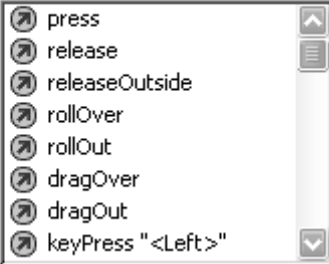 press
release
releaseOutside
rollOver
rollOut
dragOver
dragOut
keyPress "<Left>"